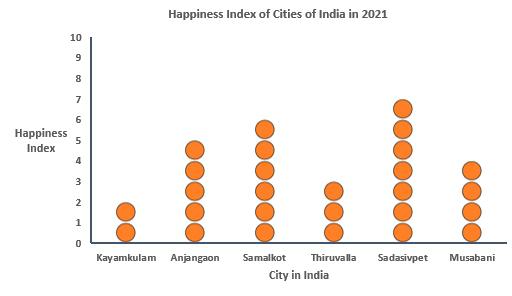 Happiness Index of Cities of India in 2021
10
9
8
7
6
5
4
3
2
1
0
Happiness
Index
Kayamkulam Anjangaon Samalkot Thiruvalla Sadasivpet Musabani
City in India